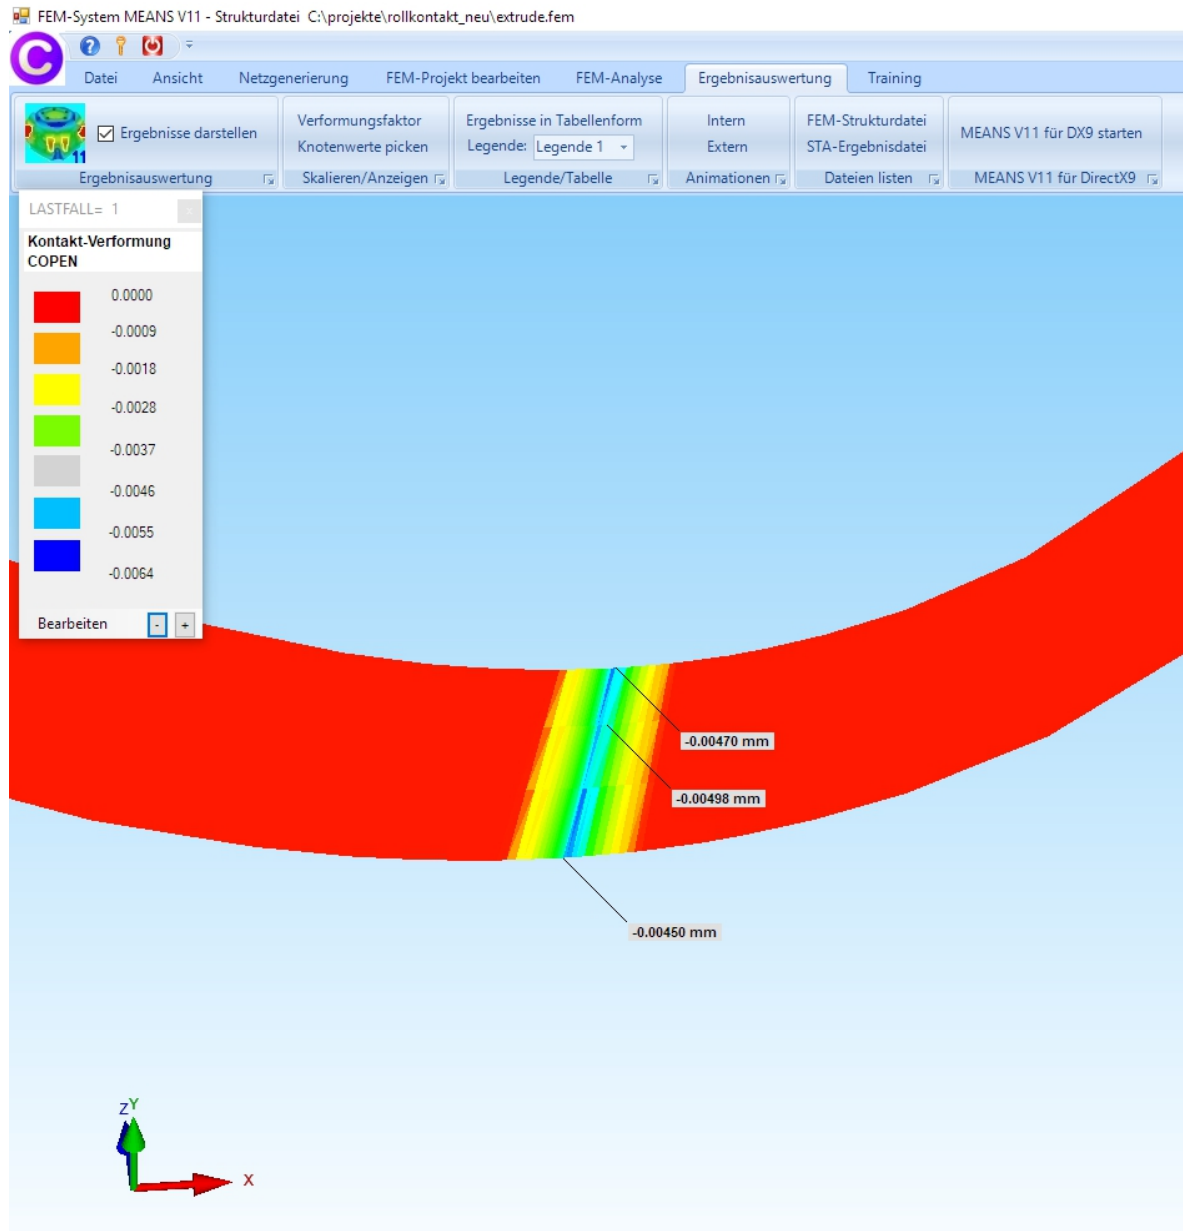 FEM-System MEANS V11 - Strukturdatei C:\projekte\rollkontakt_neu\extrude.fem
C
?
Datei Ansicht Netzgenerierung FEM-Projekt bearbeiten FEM-Analyse Ergebnisauswertung Training
11
Ergebnisse darstellen
Ergebnisauswertung
Verformungsfaktor
Knotenwerte picken
Skalieren/Anzeigen
Ergebnisse in Tabellenform
Legende: Legende 1
Legende/Tabelle
Intern
Extern
Animationen
FEM-Strukturdatei
STA-Ergebnisdatei
Dateien listen
MEANS V11 für DX9 starten
MEANS V11 für DirectX9
LASTFALL= 1
x
Kontakt-Verformung
COPEN
0.0000
-0.0009
-0.0018
-0.0028
-0.0037
-0.0046
-0.0055
-0.0064
Bearbeiten - +
-0.00470 mm
-0.00498 mm
-0.00450 mm
ZY
X